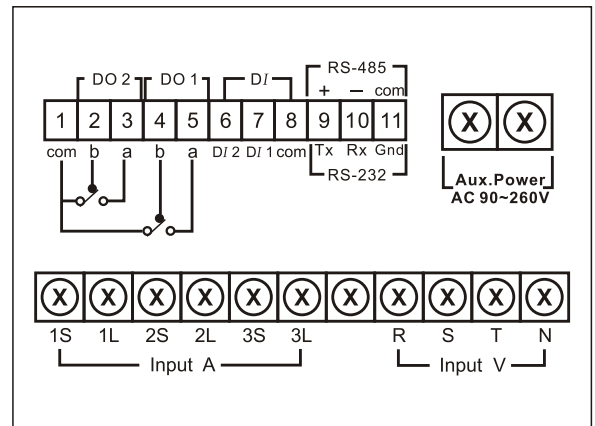 RS-485
DO 2 DO 1 DI + — com
1 2 3 4 5 6 7 8 9 10 11 X X
com b a b a DI 2 DI 1 com Tx Rx Gnd
RS-232
Aux.Power
AC 90~260V
X X X X X X X X X X X
1S 1L 2S 2L 3S 3L R S T N
Input A Input V